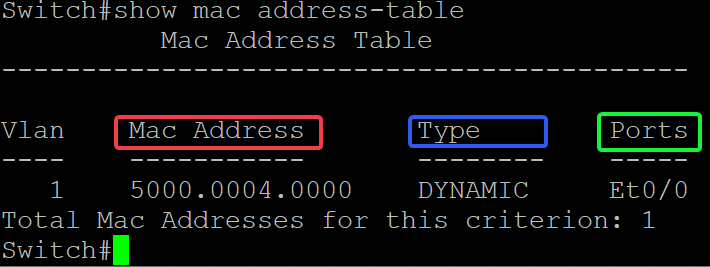 Switch#show mac address-table
Mac Address Table
-------------------------------------------
Vlan Mac Address Type Ports
---- ----------- -------- -----
1 5000.0004.0000 DYNAMIC Et0/0
Total Mac Addresses for this criterion: 1
Switch#